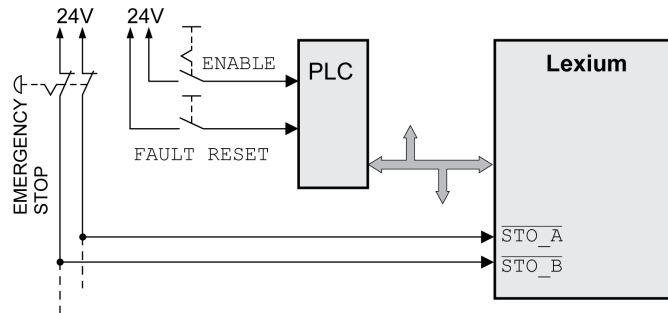 24V 24V
ENABLE
PLC
Lexium
FAULT RESET
EMERGENCY
STOP
STO_A
STO_B